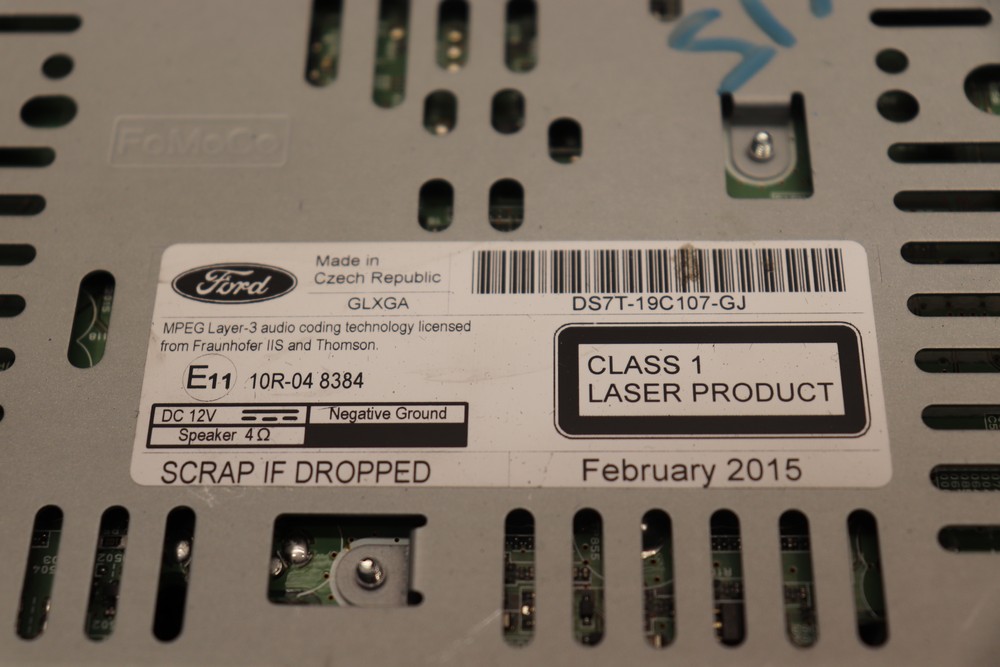 FoMoCo
Ford
Made in
Czech Republic
GLXGA
DS7T-19C107-GJ
MPEG Layer-3 audio coding technology licensed
from Fraunhofer IIS and Thomson.
E11 10R-04 8384
CLASS 1
LASER PRODUCT
DC 12V
Negative Ground
Speaker 4 Ω
SCRAP IF DROPPED
February 2015